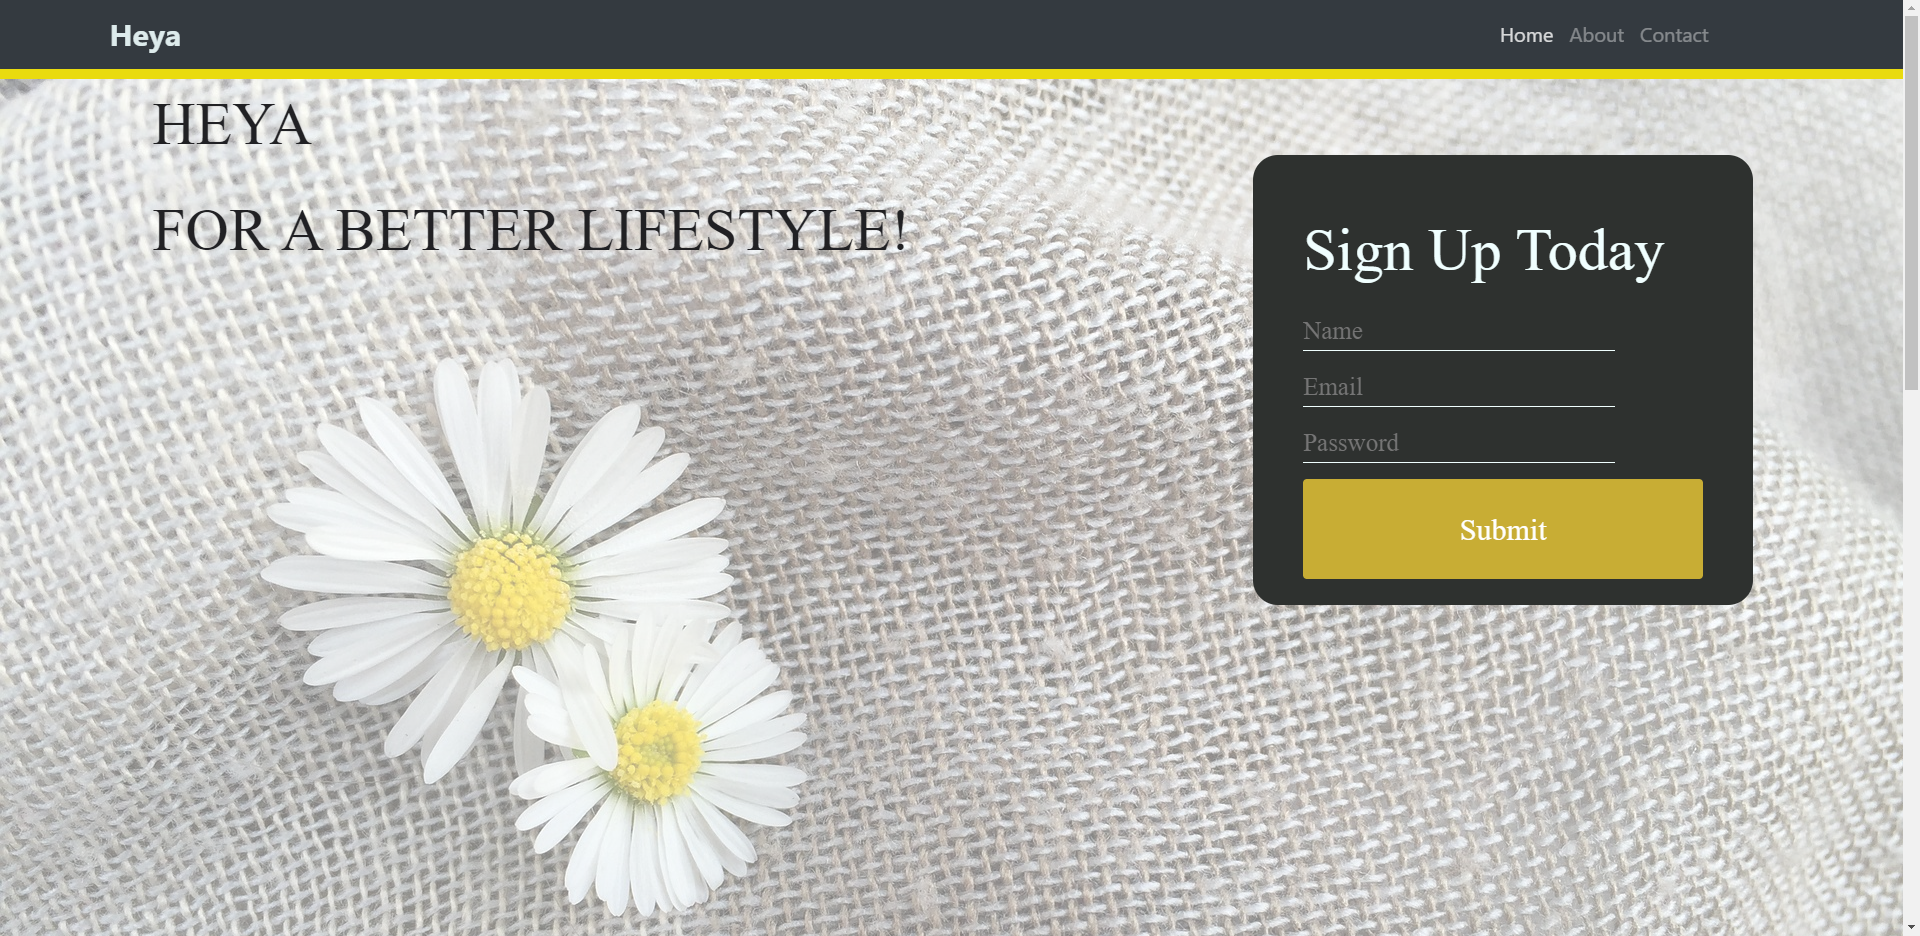 Heya
Home About Contact
HEYA
FOR A BETTER LIFESTYLE!
Sign Up Today
Name
Email
Password
Submit